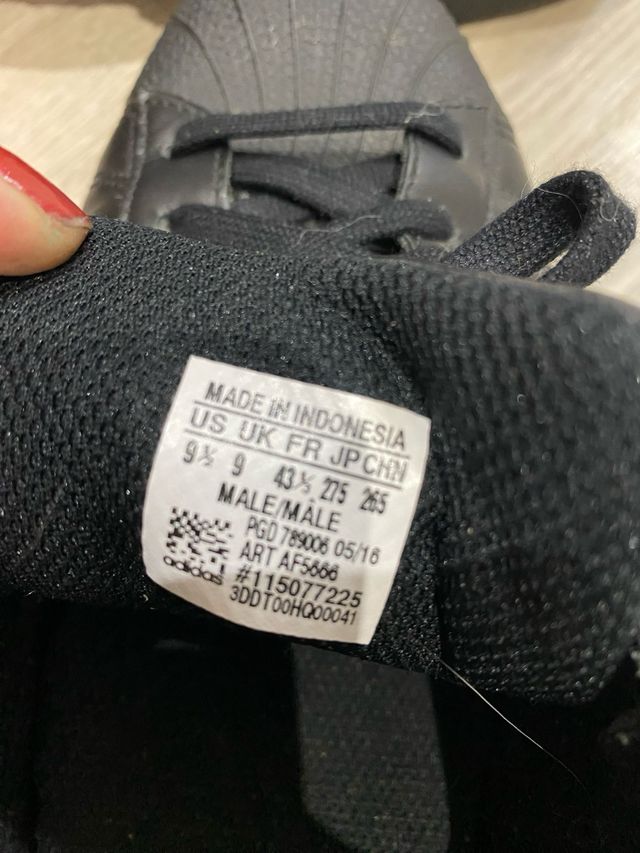 MADE IN INDONESIA
US UK FR JP CHN
9½ 9 43⅓ 275 265
MALE/MÂLE
PGD 789006 05/16
ART AF5666
adidas #115077225
3DDT00HQ00041